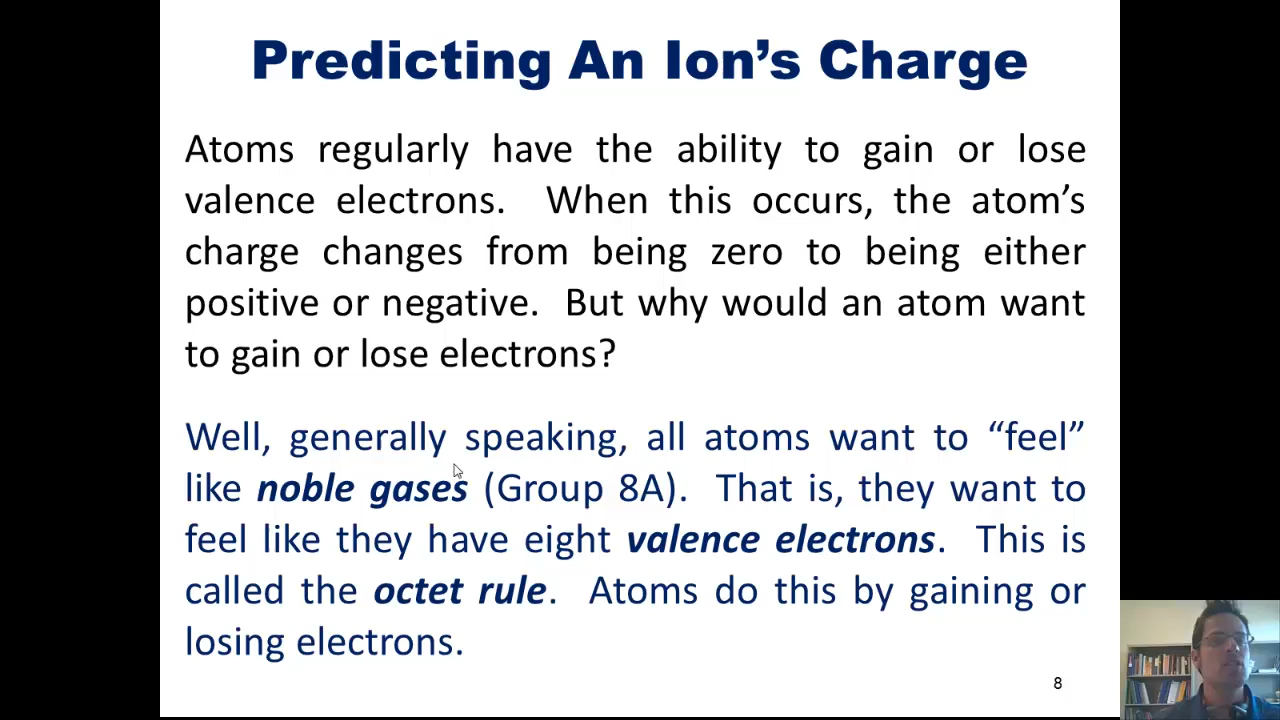 Predicting An Ion’s Charge
Atoms regularly have the ability to gain or lose
valence electrons. When this occurs, the atom’s
charge changes from being zero to being either
positive or negative. But why would an atom want
to gain or lose electrons?
Well, generally speaking, all atoms want to “feel”
like noble gases (Group 8A). That is, they want to
feel like they have eight valence electrons. This is
called the octet rule. Atoms do this by gaining or
losing electrons.
8